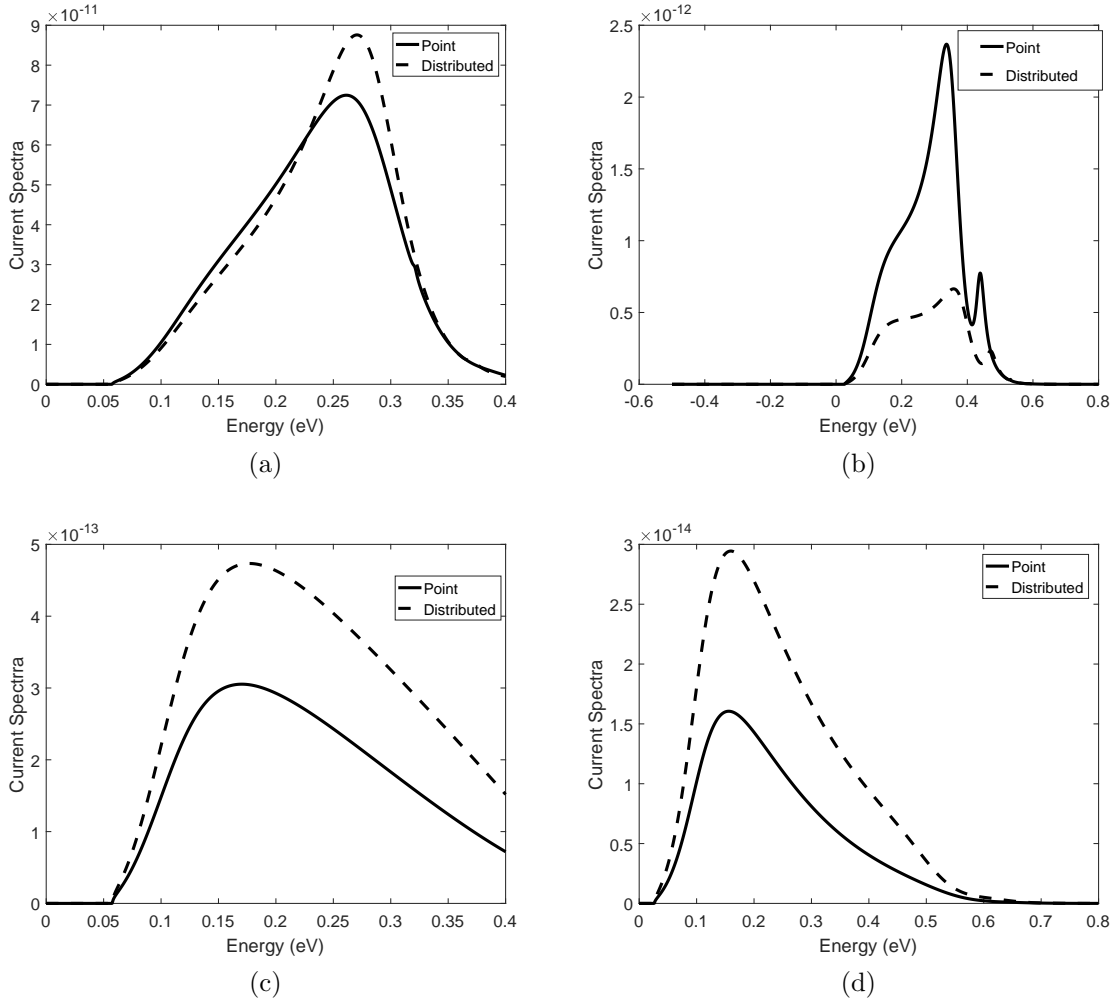 ×10-11
9
8
7
6
5
4
3
2
1
0
Current Spectra
0 0.05 0.1 0.15 0.2 0.25 0.3 0.35 0.4
Energy (eV)
Point
Distributed
(a)
×10-12
2.5
2
1.5
1
0.5
0
Current Spectra
-0.6 -0.4 -0.2 0 0.2 0.4 0.6 0.8
Energy (eV)
Point
Distributed
(b)
×10-13
5
4
3
2
1
0
Current Spectrra
0 0.05 0.1 0.15 0.2 0.25 0.3 0.35 0.4
Energy (eV)
Point
Distributed
(c)
×10-14
3
2.5
2
1.5
1
0.5
0
Current Spectra
0 0.1 0.2 0.3 0.4 0.5 0.6 0.7 0.8
Energy (eV)
Point
Distributed
(d)